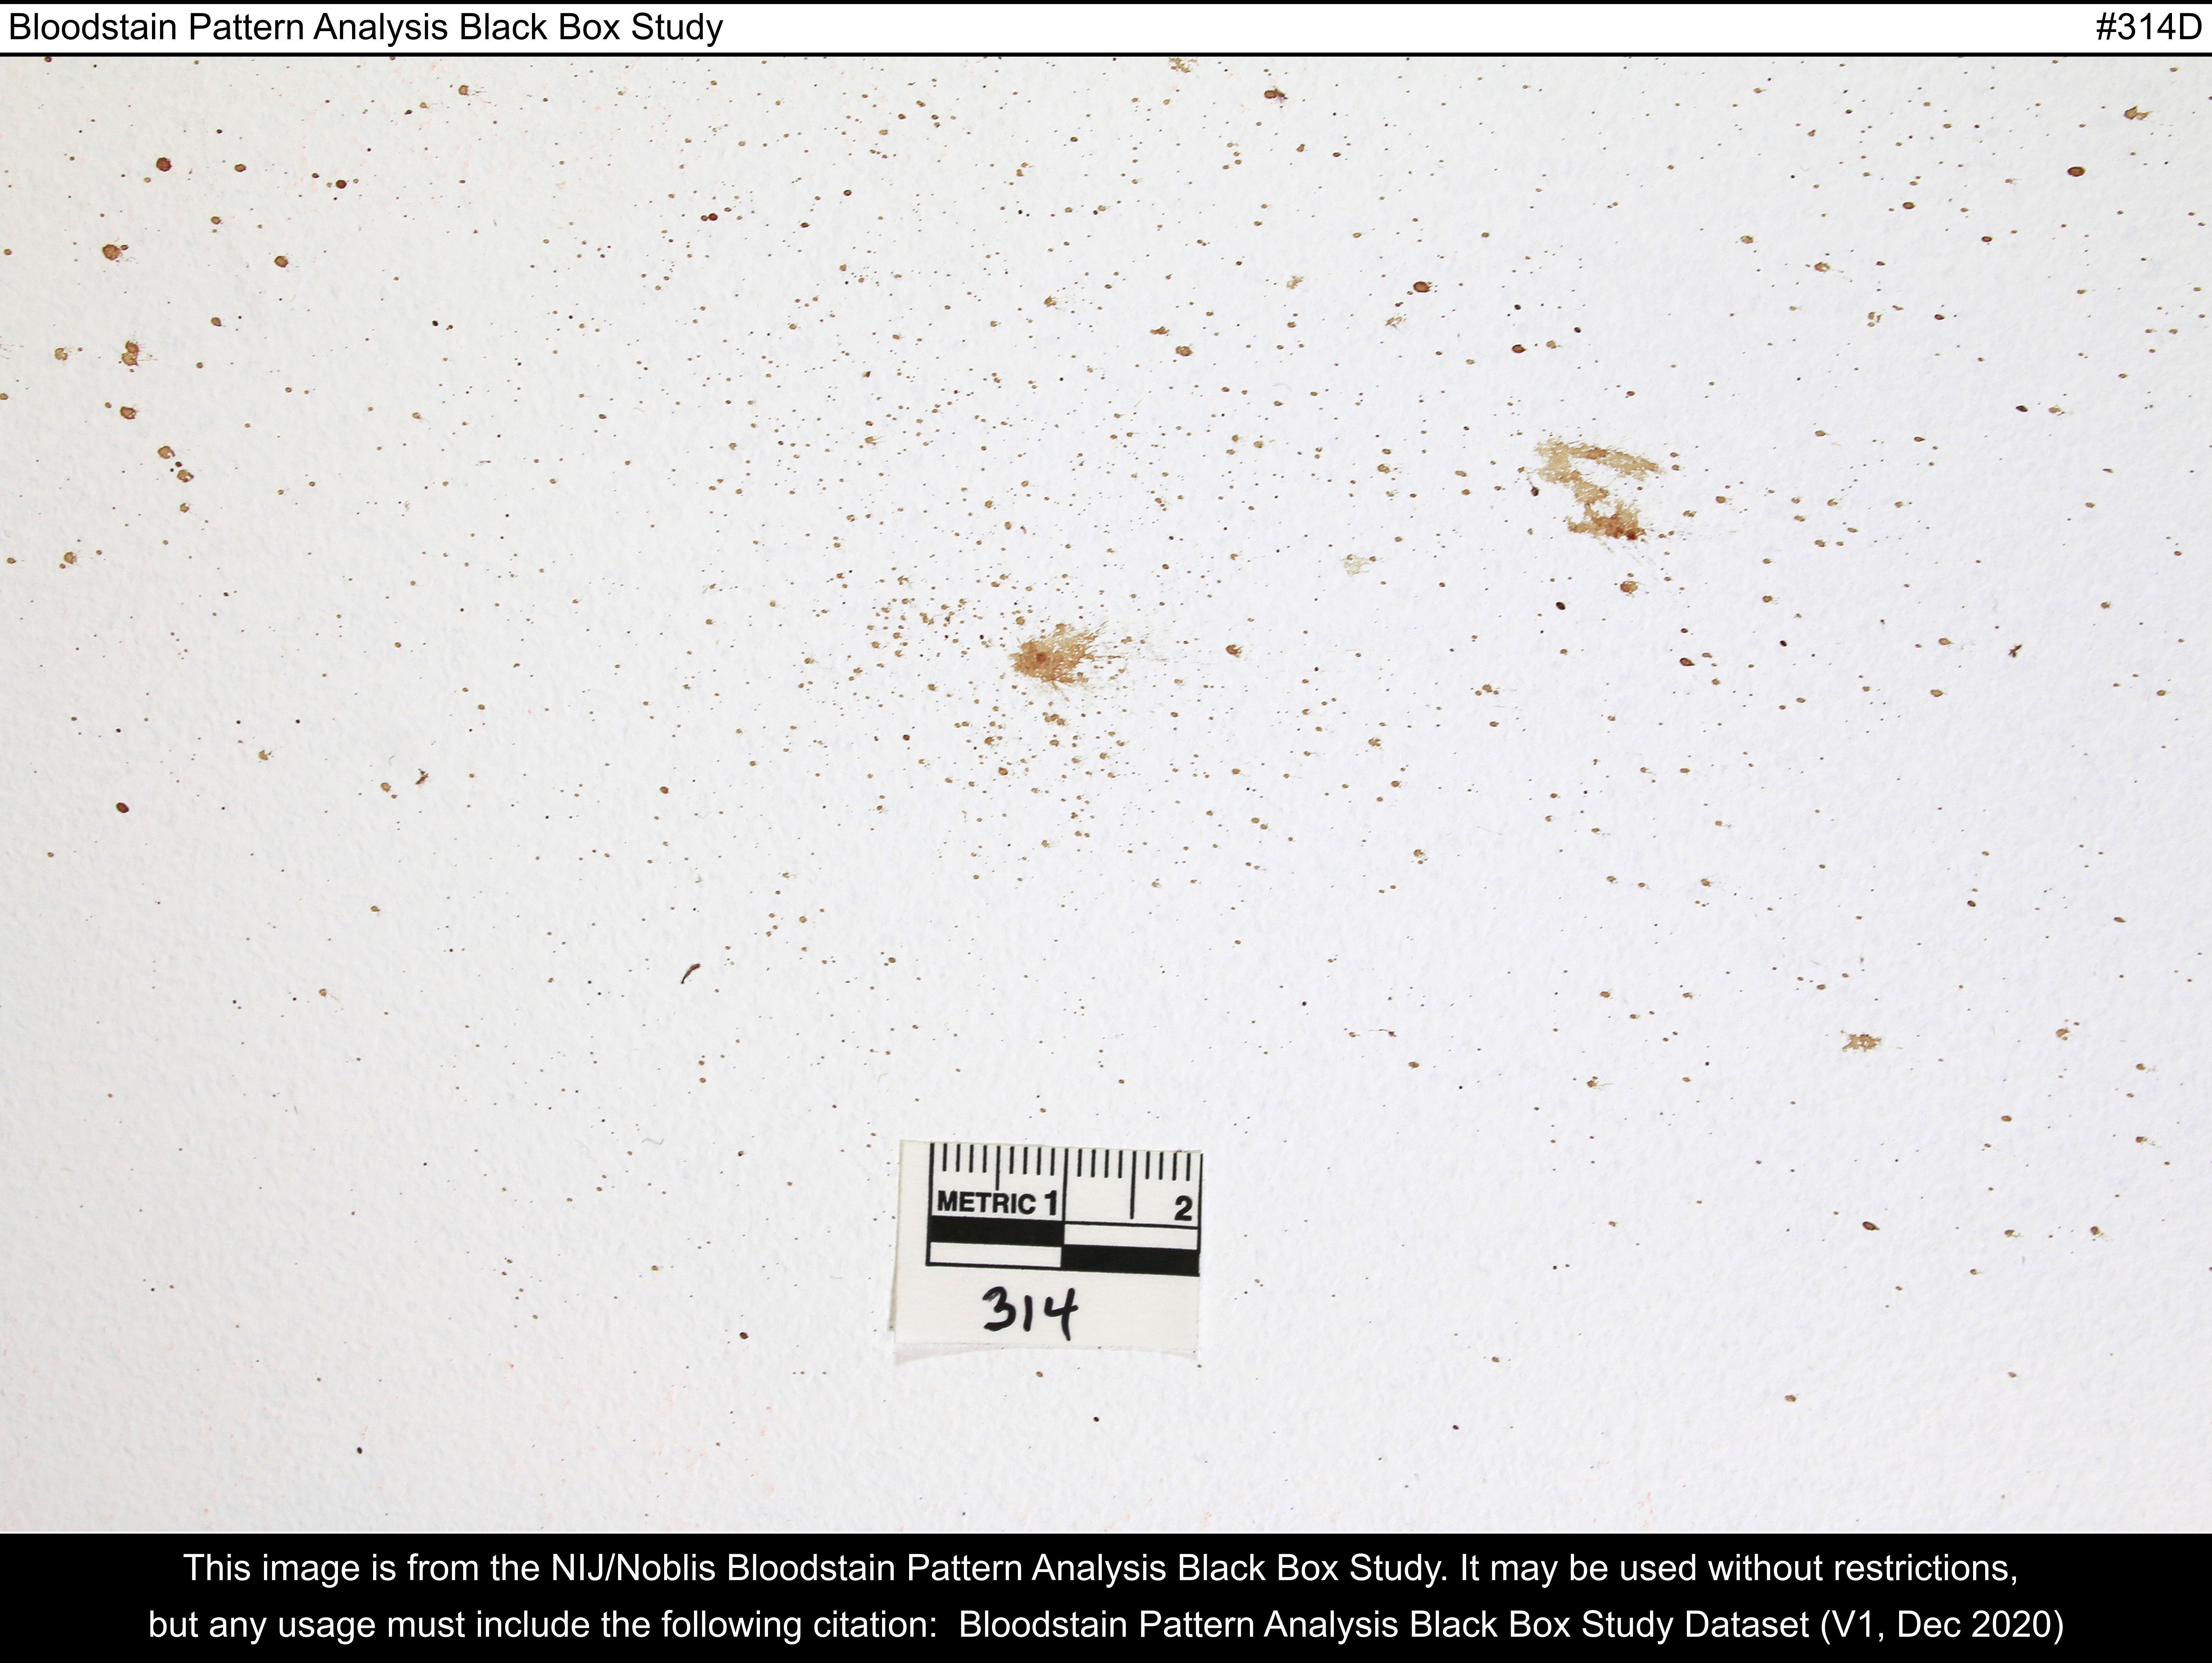 Bloodstain Pattern Analysis Black Box Study #314D
METRIC 1 2
314
This image is from the NIJ/Noblis Bloodstain Pattern Analysis Black Box Study. It may be used without restrictions,
but any usage must include the following citation: Bloodstain Pattern Analysis Black Box Study Dataset (V1, Dec 2020)